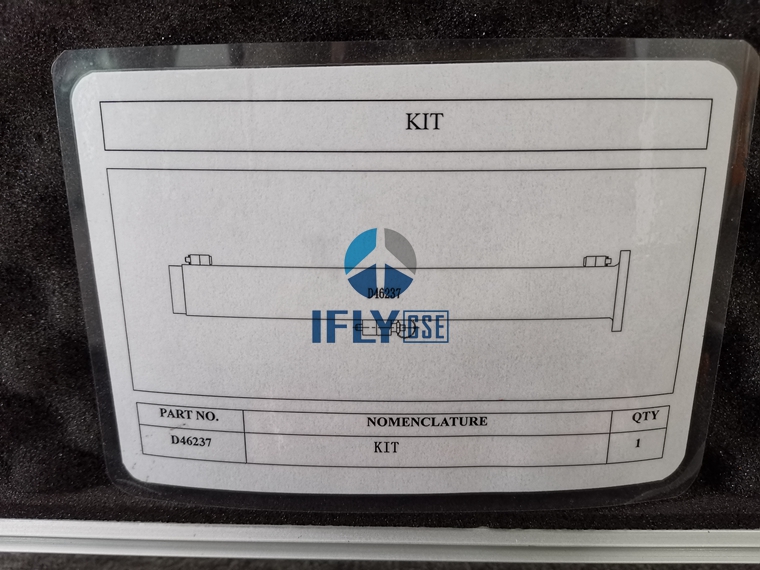 KIT
D46237
IFLY GSE
PART NO. NOMENCLATURE QTY
D46237 KIT 1